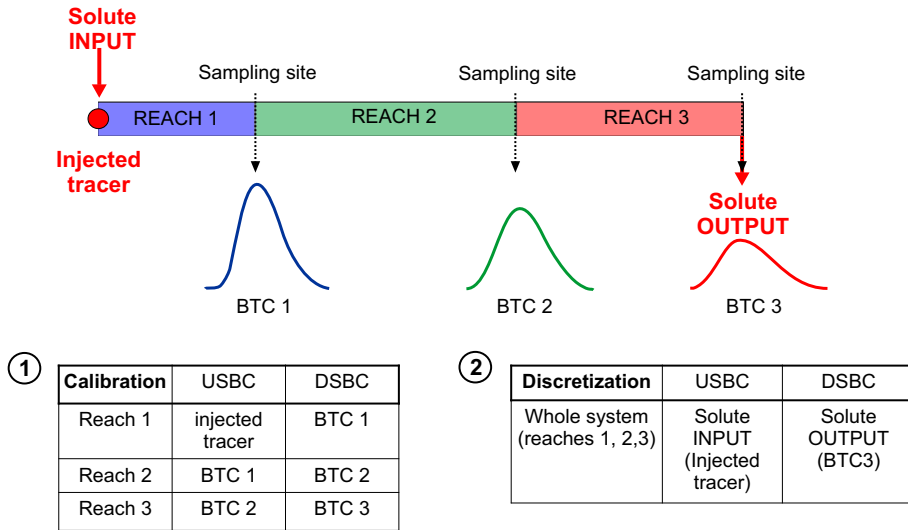 Solute
INPUT
Sampling site
Sampling site
Sampling site
REACH 1
REACH 2
REACH 3
Injected
tracer
Solute
OUTPUT
BTC 1
BTC 2
BTC 3
1
Calibration USBC DSBC
Reach 1 injected tracer BTC 1
Reach 2 BTC 1 BTC 2
Reach 3 BTC 2 BTC 3
2
Discretization USBC DSBC
Whole system Solute Solute
(reaches 1, 2,3) INPUT OUTPUT
(Injected (BTC3)
tracer)